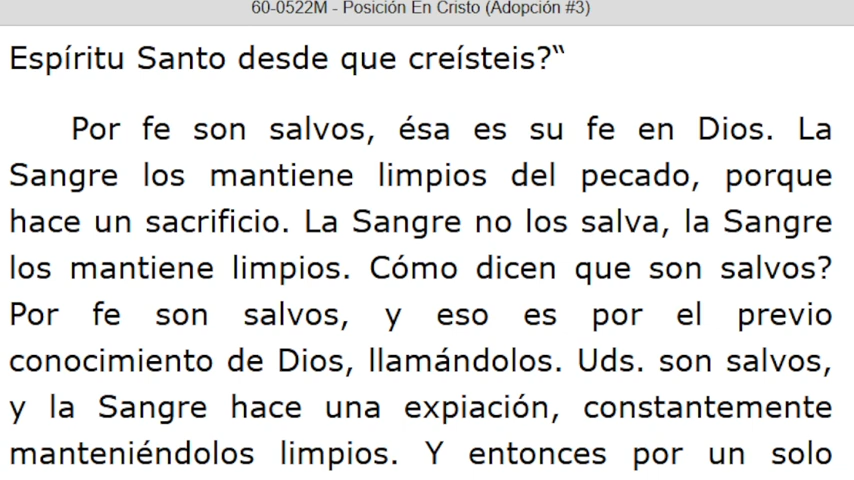 60-0522M - Posición En Cristo (Adopción #3)
Espíritu Santo desde que creísteis?“
Por fe son salvos, ésa es su fe en Dios. La
Sangre los mantiene limpios del pecado, porque
hace un sacrificio. La Sangre no los salva, la Sangre
los mantiene limpios. Cómo dicen que son salvos?
Por fe son salvos, y eso es por el previo
conocimiento de Dios, llamándolos. Uds. son salvos,
y la Sangre hace una expiación, constantemente
manteniéndolos limpios. Y entonces por un solo